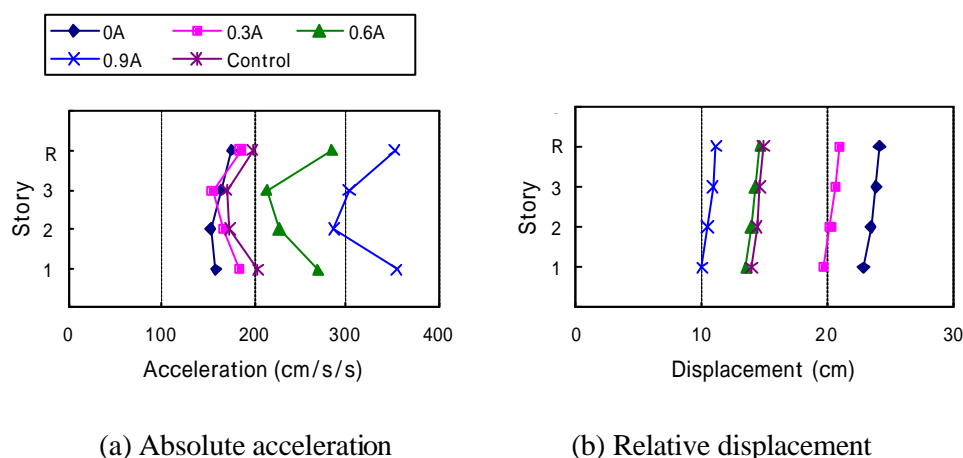 0A 0.3A 0.6A
0.9A Control
Story
R
3
2
1
0 100 200 300 400
Acceleration (cm/s/s)
(a) Absolute acceleration
Story
R
3
2
1
0 10 20 30
Displacement (cm)
(b) Relative displacement